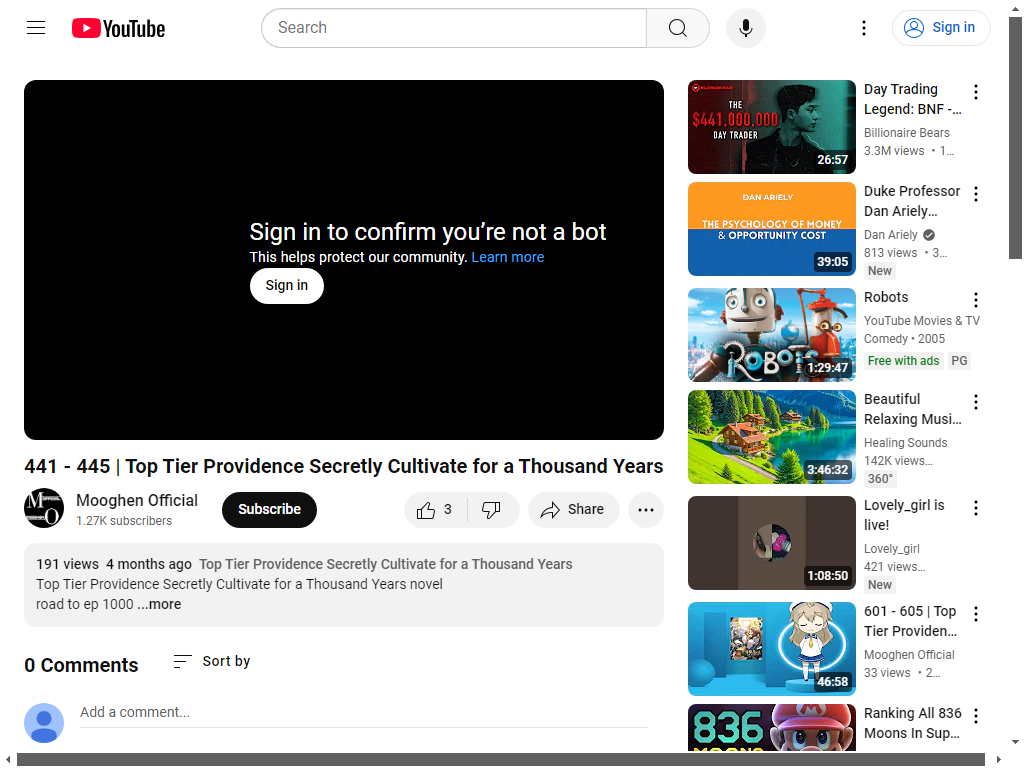 YouTube
Search
Sign in
Sign in to confirm you’re not a bot
This helps protect our community. Learn more
Sign in
441 - 445 | Top Tier Providence Secretly Cultivate for a Thousand Years
Mooghen Official
1.27K subscribers
Subscribe
3
Share
191 views 4 months ago Top Tier Providence Secretly Cultivate for a Thousand Years
Top Tier Providence Secretly Cultivate for a Thousand Years novel
road to ep 1000 ...more
0 Comments
Sort by
Add a comment...
THE
$441,000,000
DAY TRADER
26:57
Day Trading
Legend: BNF -…
Billionaire Bears
3.3M views • 1…
DAN ARIELY
THE PSYCHOLOGY OF MONEY
& OPPORTUNITY COST
39:05
Duke Professor
Dan Ariely…
Dan Ariely
813 views • 3…
New
ROBOTS
1:29:47
Robots
YouTube Movies & TV
Comedy • 2005
Free with ads PG
3:46:32
Beautiful
Relaxing Musi…
Healing Sounds
142K views…
360°
1:08:50
Lovely_girl is
live!
Lovely_girl
421 views…
New
46:58
601 - 605 | Top
Tier Providen…
Mooghen Official
33 views • 2…
836
MOONS
Ranking All 836
Moons In Sup…